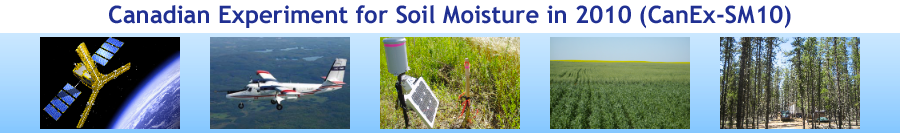 Canadian Experiment for Soil Moisture in 2010 (CanEx-SM10)